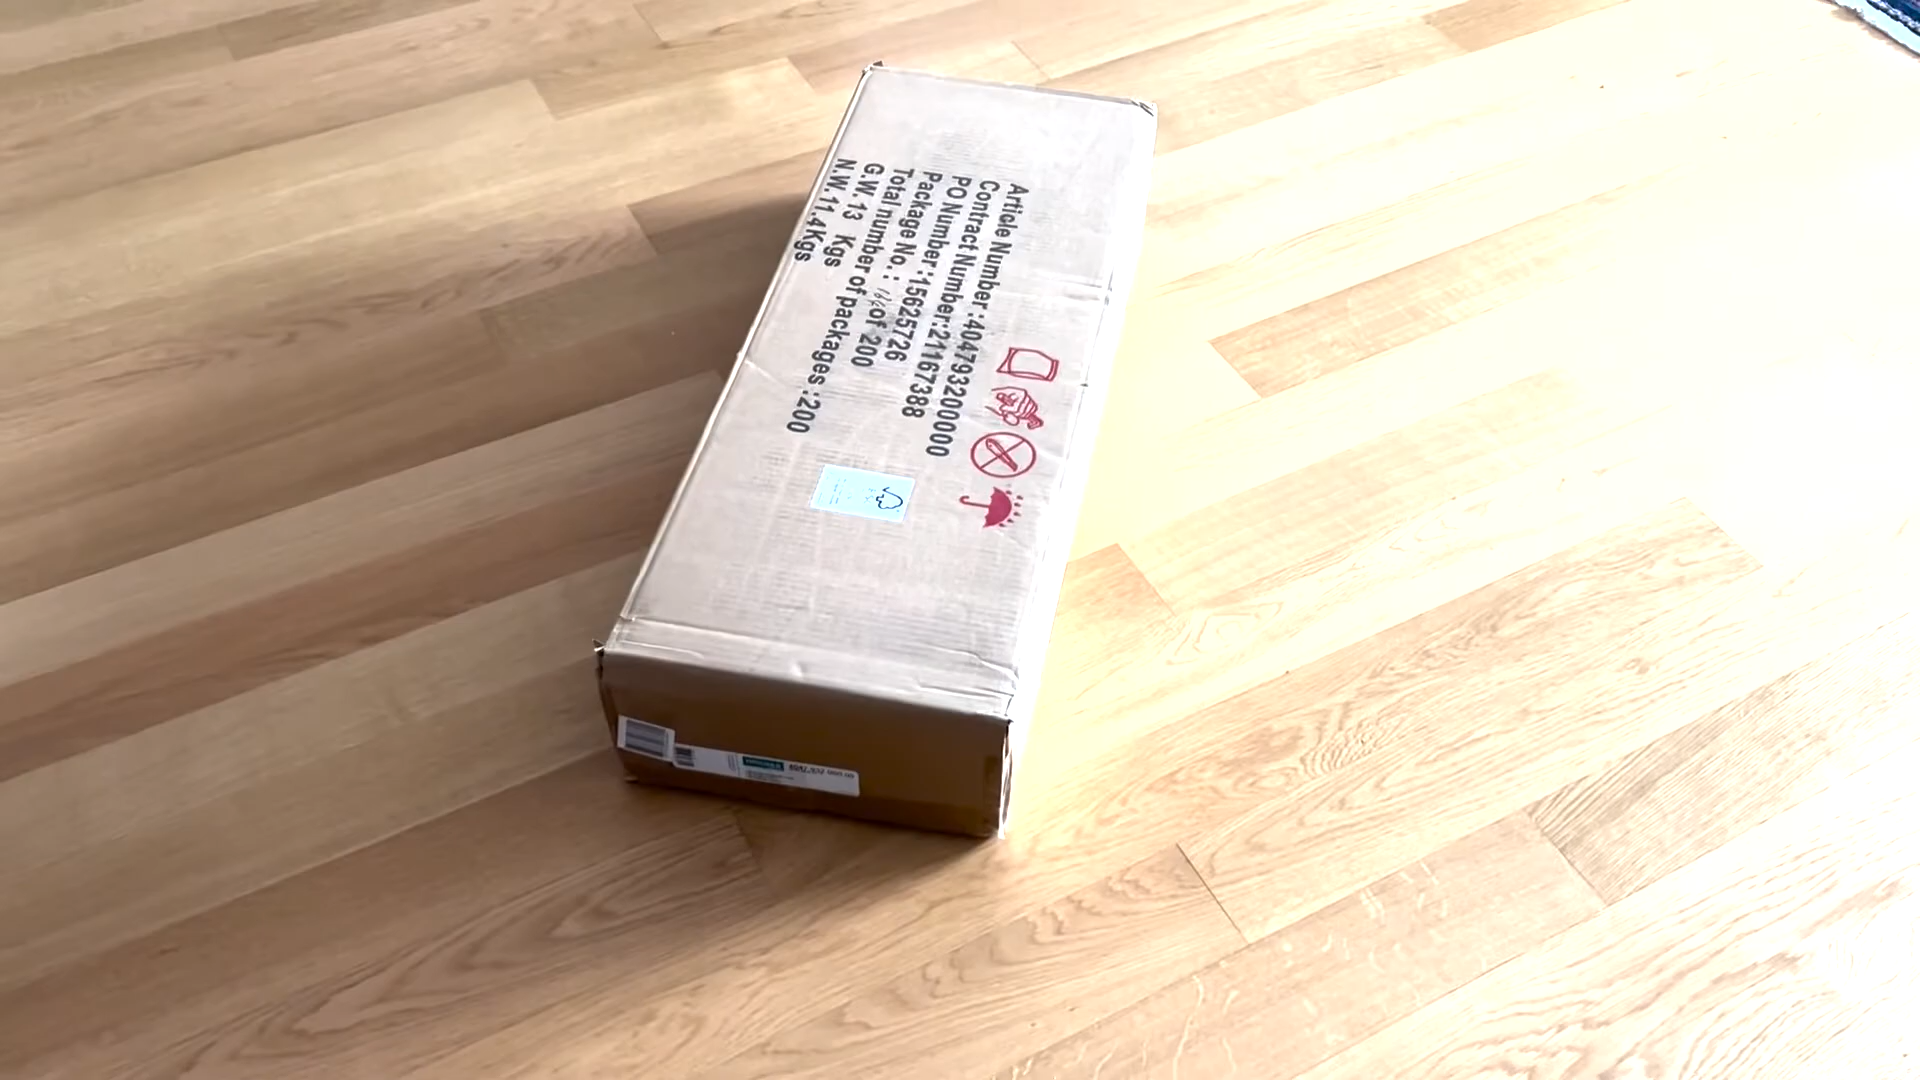 Article Number :404793200000
Contract Number:21167388
PO Number :15625726
Package No. : of 200
Total number of packages :200
G.W. 13 Kgs
N.W. 11.4Kgs